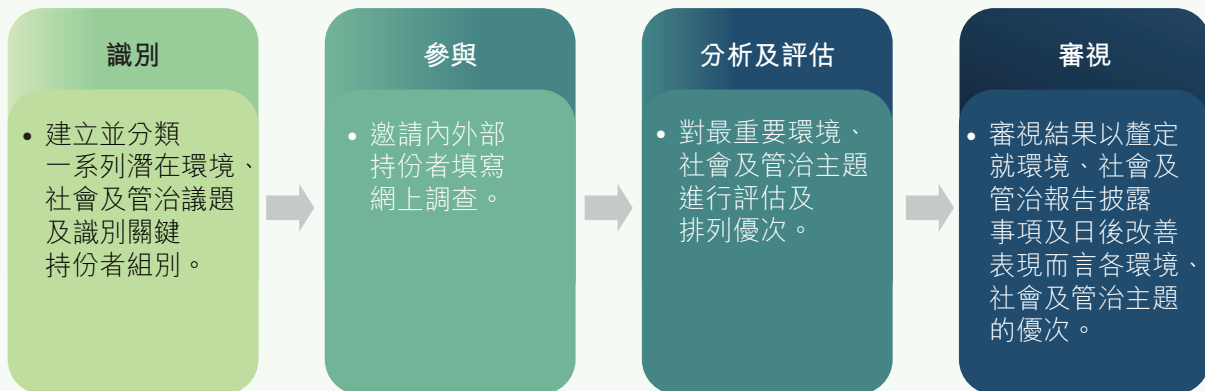 識別
• 建立並分類
一系列潛在環境、
社會及管治議題
及識別關鍵
持份者組別。
參與
• 邀請內外部
持份者填寫
網上調查。
分析及評估
• 對最重要環境、
社會及管治主題
進行評估及
排列優次。
審視
• 審視結果以釐定
就環境、社會及
管治報告披露
事項及日後改善
表現而言各環境、
社會及管治主題
的優次。